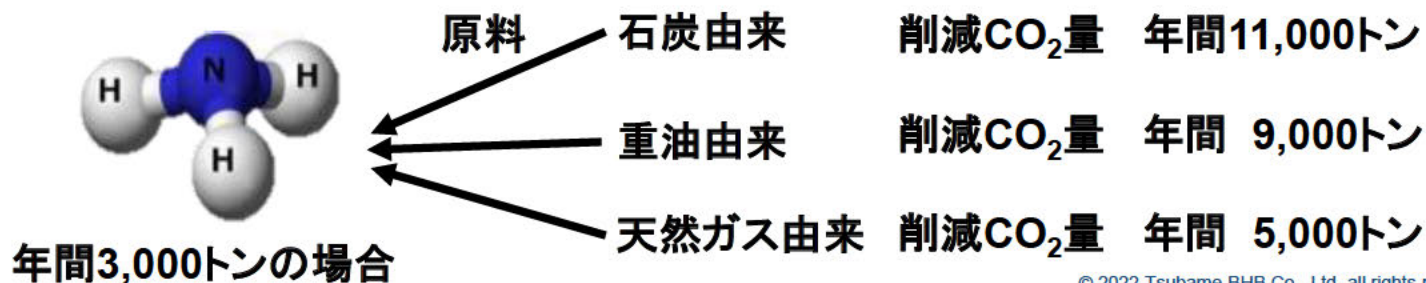 原料
石炭由来 削減CO₂量 年間11,000トン
N
H
H
H
重油由来 削減CO₂量 年間 9,000トン
天然ガス由来 削減CO₂量 年間 5,000トン
年間3,000トンの場合
© 2022 Tsubame BHB Co., Ltd. all rights